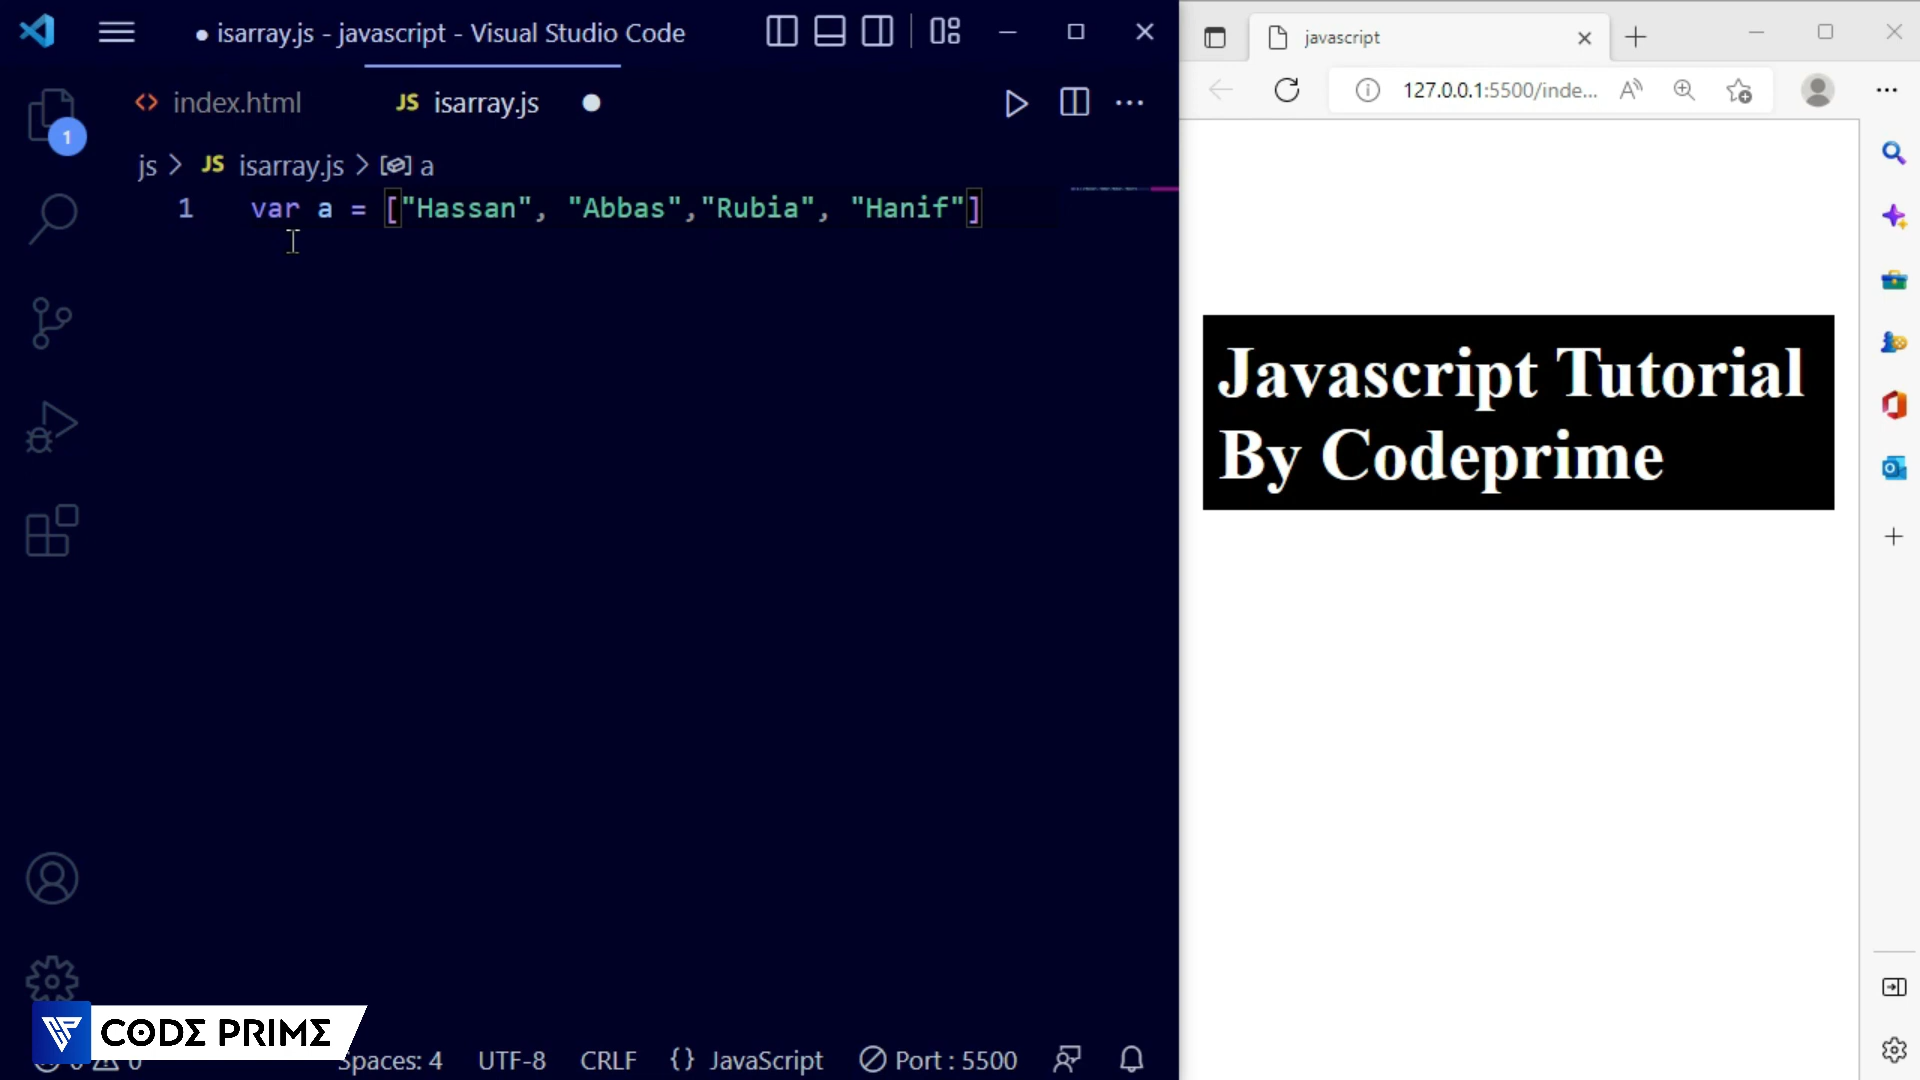 ● isarray.js - javascript - Visual Studio Code
index.html
JS isarray.js ●
js > JS isarray.js > a
1 var a = ["Hassan", "Abbas","Rubia", "Hanif"]
1
CODΣ PRIMΣ
Spaces: 4 UTF-8 CRLF {} JavaScript Port : 5500
javascript
127.0.0.1:5500/inde...
Javascript Tutorial
By Codeprime